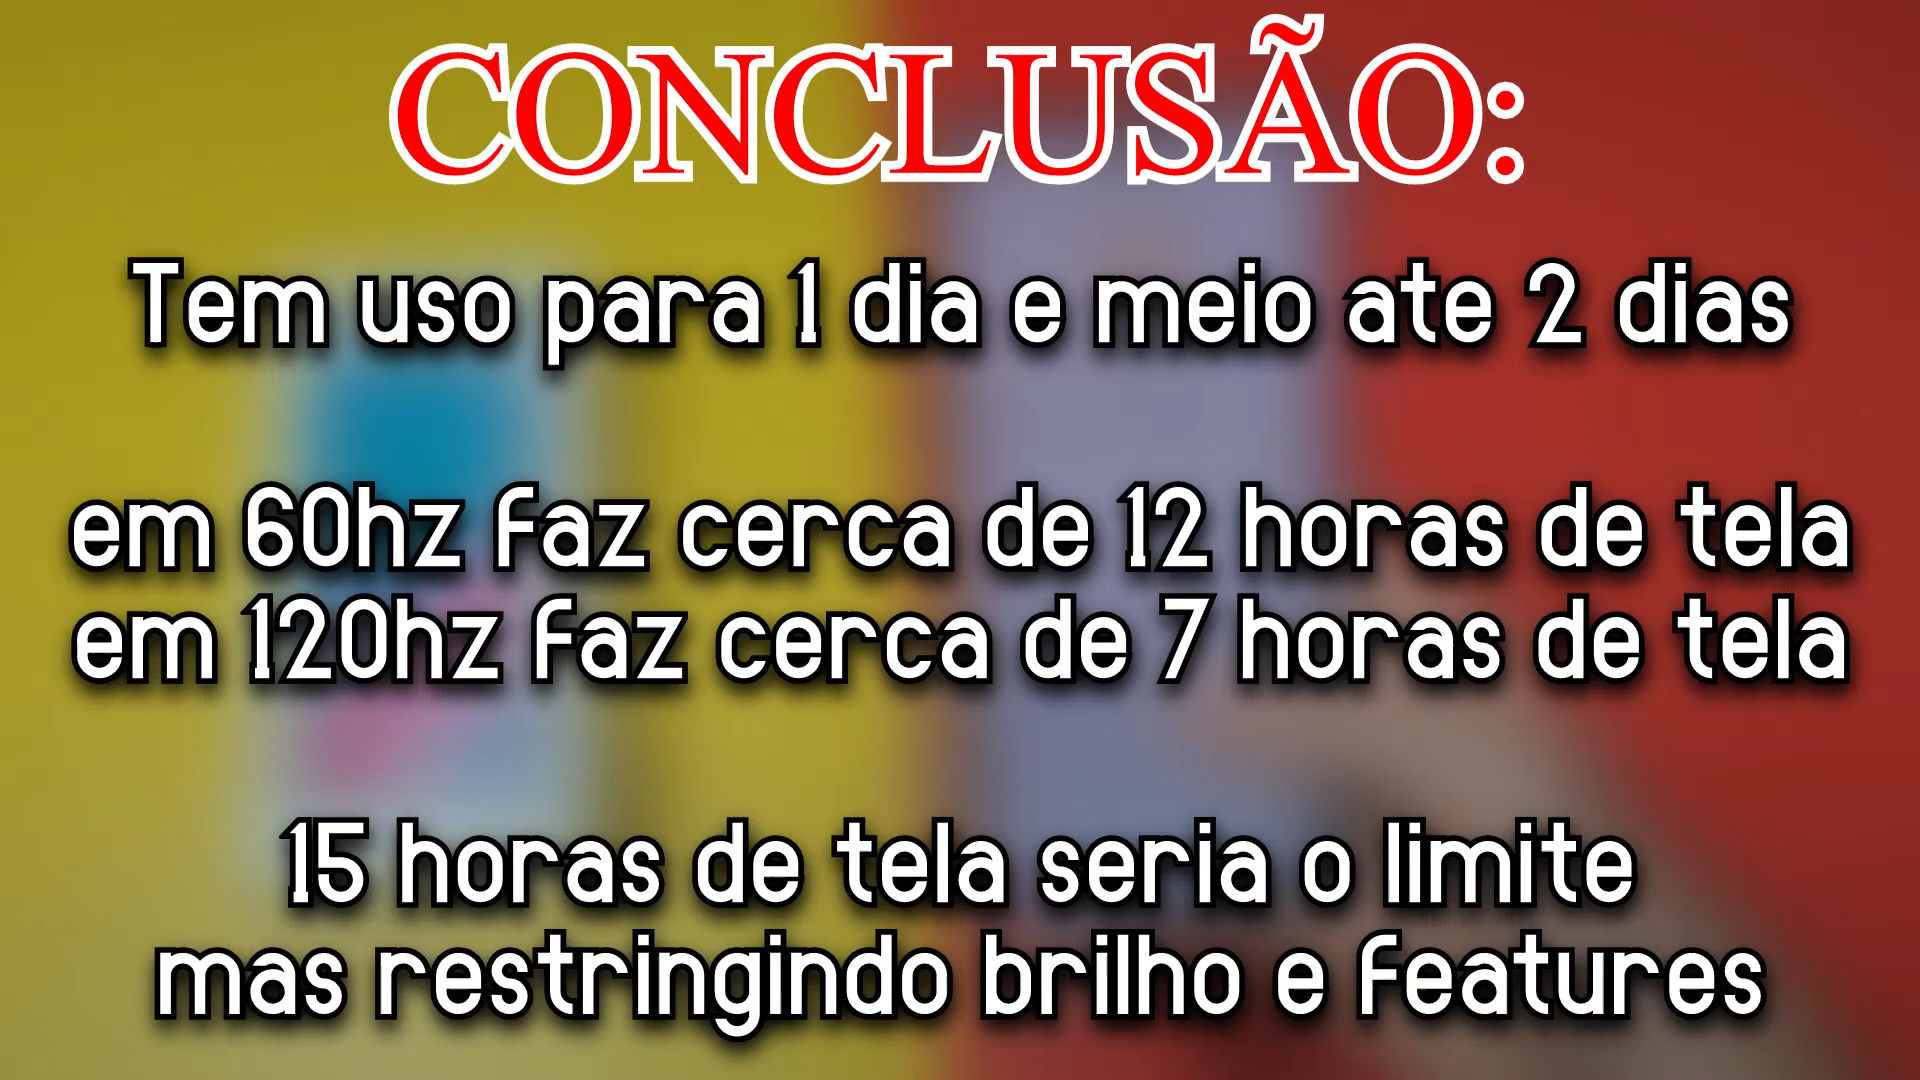 CONCLUSÃO:
Tem uso para 1 dia e meio ate 2 dias
em 60hz faz cerca de 12 horas de tela
em 120hz faz cerca de 7 horas de tela
15 horas de tela seria o limite
mas restringindo brilho e features